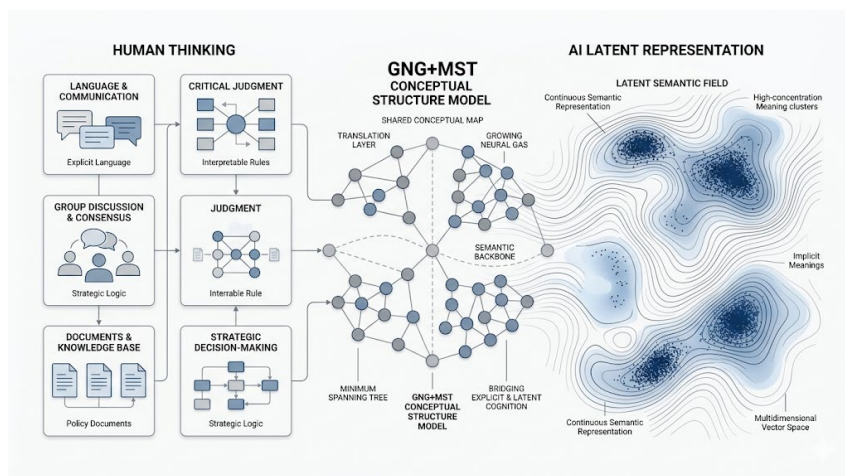 HUMAN THINKING
LANGUAGE &
COMMUNICATION
Explicit Language
CRITICAL JUDGMENT
Interpretable Rules
GROUP DISCUSSION
& CONSENSUS
Strategic Logic
JUDGMENT
Interrable Rule
DOCUMENTS &
KNOWLEDGE BASE
Policy Documents
STRATEGIC
DECISION-MAKING
Strategic Logic
GNG+MST
CONCEPTUAL
STRUCTURE MODEL
SHARED CONCEPTUAL MAP
TRANSLATION
LAYER
GROWING
NEURAL GAS
SEMANTIC
BACKBONE
MINIMUM
SPANNING TREE
GNG+MST
CONCEPTUAL
STRUCTURE
MODEL
BRIDGING
EXPLICIT & LATENT
COGNITION
AI LATENT REPRESENTATION
LATENT SEMANTIC FIELD
Continuous Semantic
Representation
High-concentration
Meaning clusters
Implicit
Meanings
Continuous Semantic
Representation
Multidimensional
Vector Space